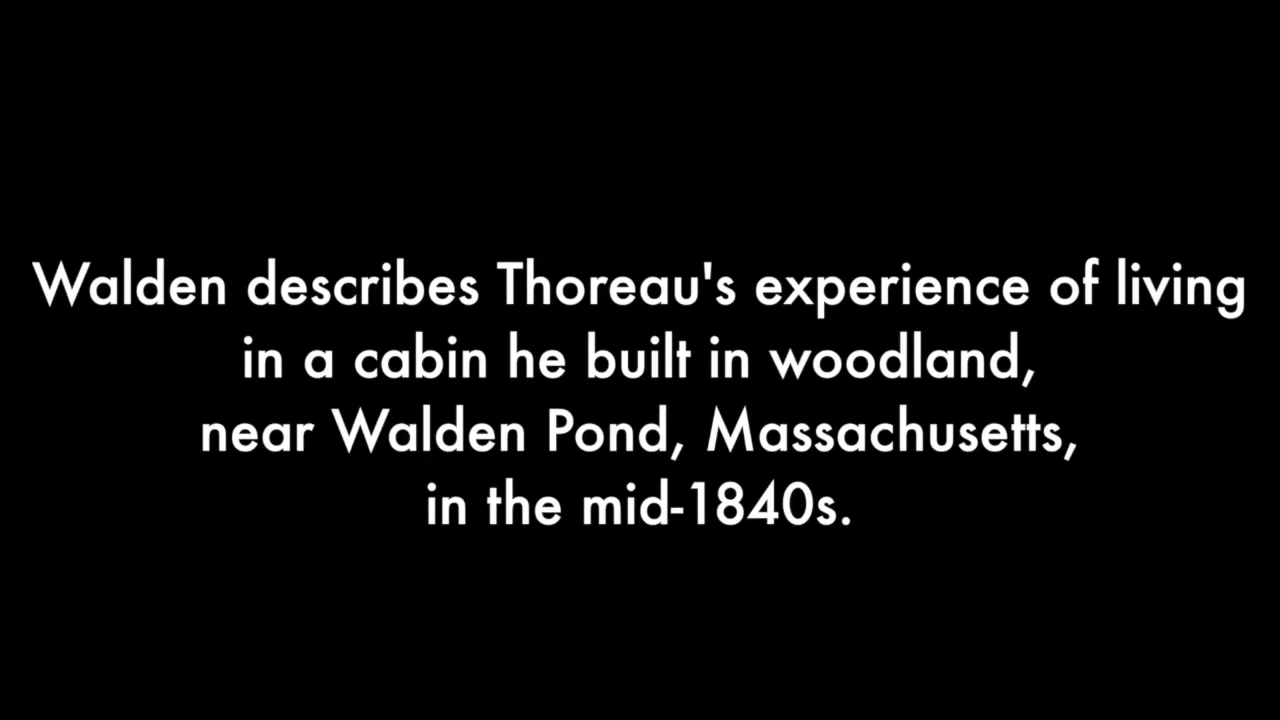 Walden describes Thoreau's experience of living
in a cabin he built in woodland,
near Walden Pond, Massachusetts,
in the mid-1840s.